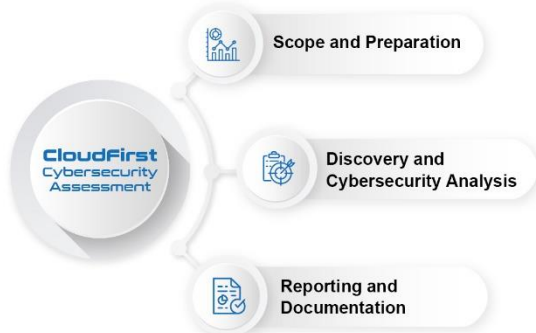 CloudFirst
Cybersecurity
Assessment
Scope and Preparation
Discovery and
Cybersecurity Analysis
Reporting and
Documentation